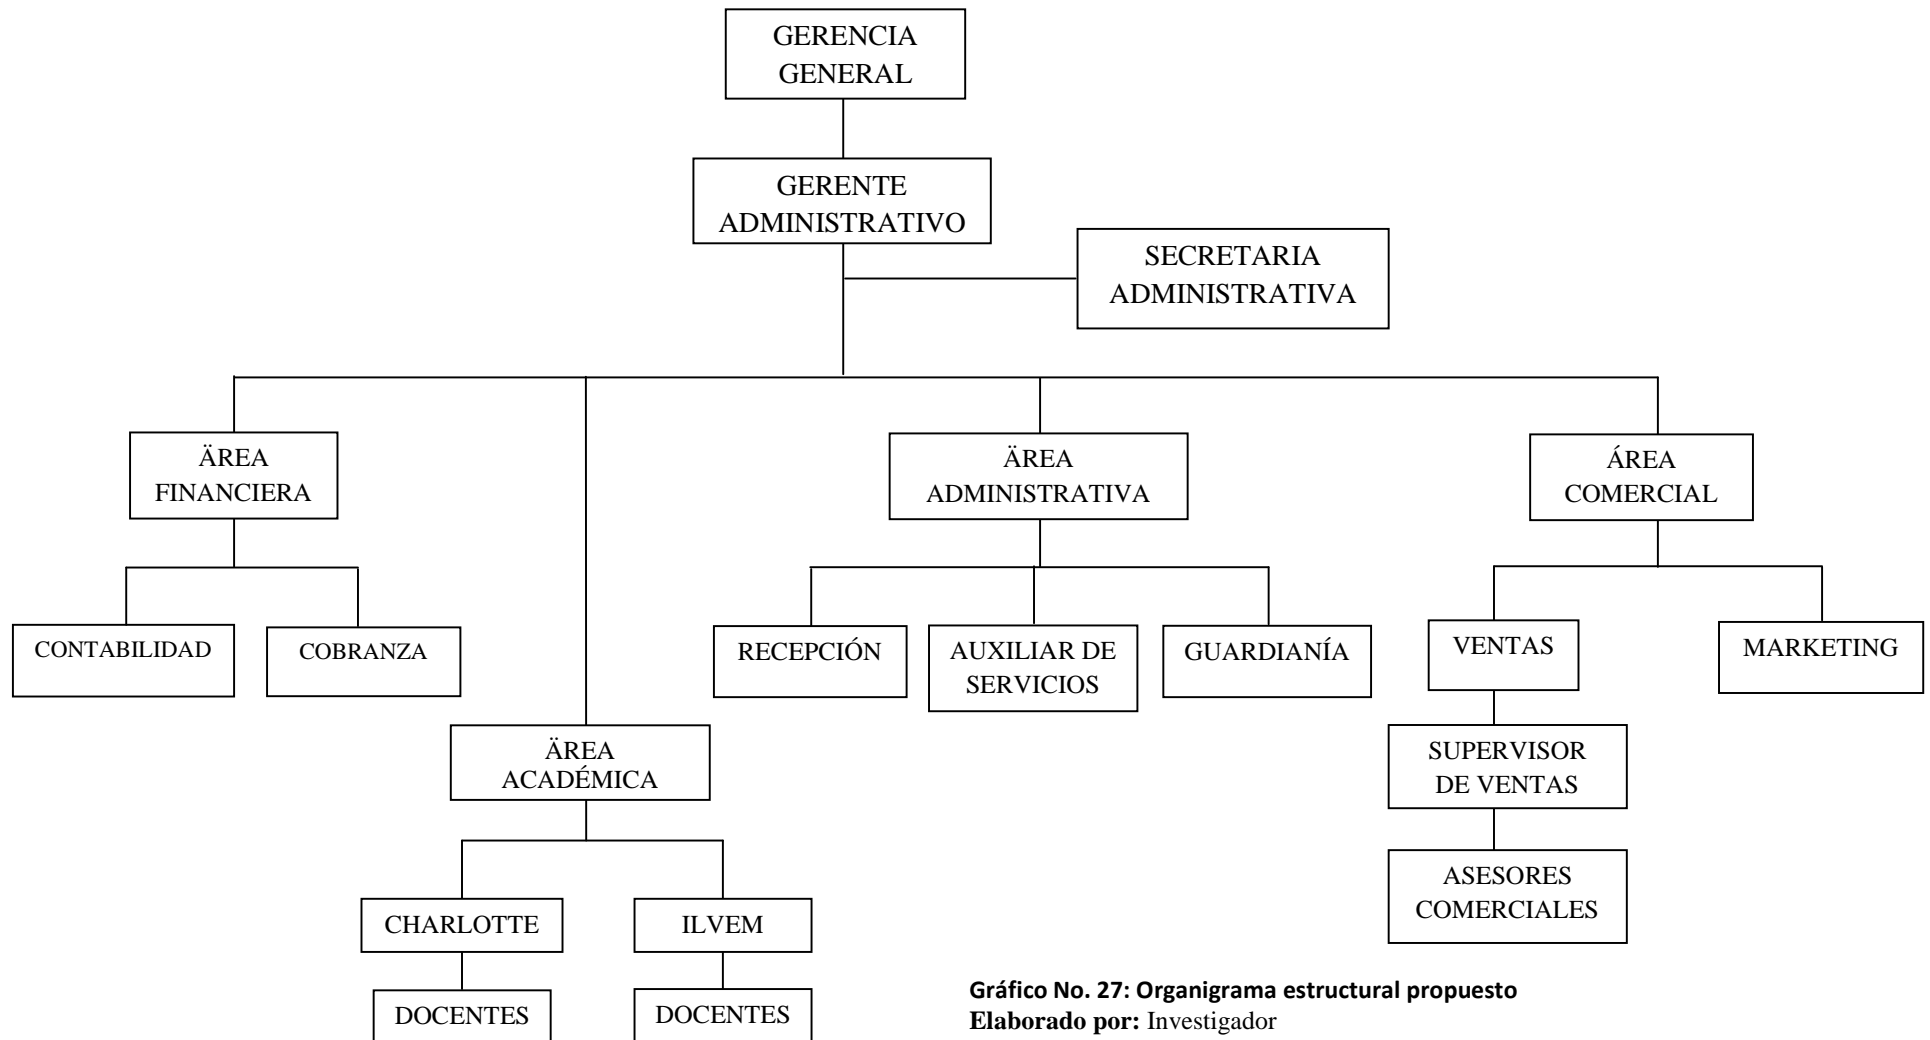 GERENCIA
GENERAL
GERENTE
ADMINISTRATIVO
SECRETARIA
ADMINISTRATIVA
ÄREA
FINANCIERA
ÄREA
ADMINISTRATIVA
ÁREA
COMERCIAL
CONTABILIDAD
COBRANZA
RECEPCIÓN
AUXILIAR DE
SERVICIOS
GUARDIANÍA
VENTAS
MARKETING
ÄREA
ACADÉMICA
SUPERVISOR
DE VENTAS
ASESORES
COMERCIALES
CHARLOTTE
ILVEM
DOCENTES
DOCENTES
Gráfico No. 27: Organigrama estructural propuesto
Elaborado por: Investigador